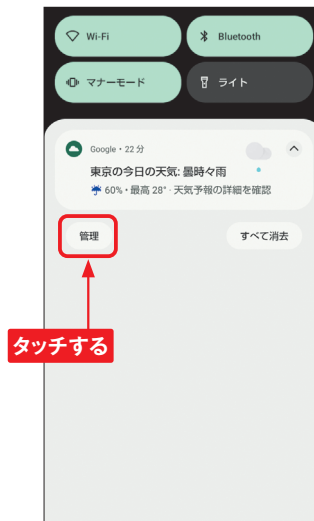 Wi-Fi
Bluetooth
マナーモード
ライト
Google・22 分
東京の今日の天気: 曇時々雨
☔ 60%・最高 28°・天気予報の詳細を確認
管理
すべて消去
タッチする